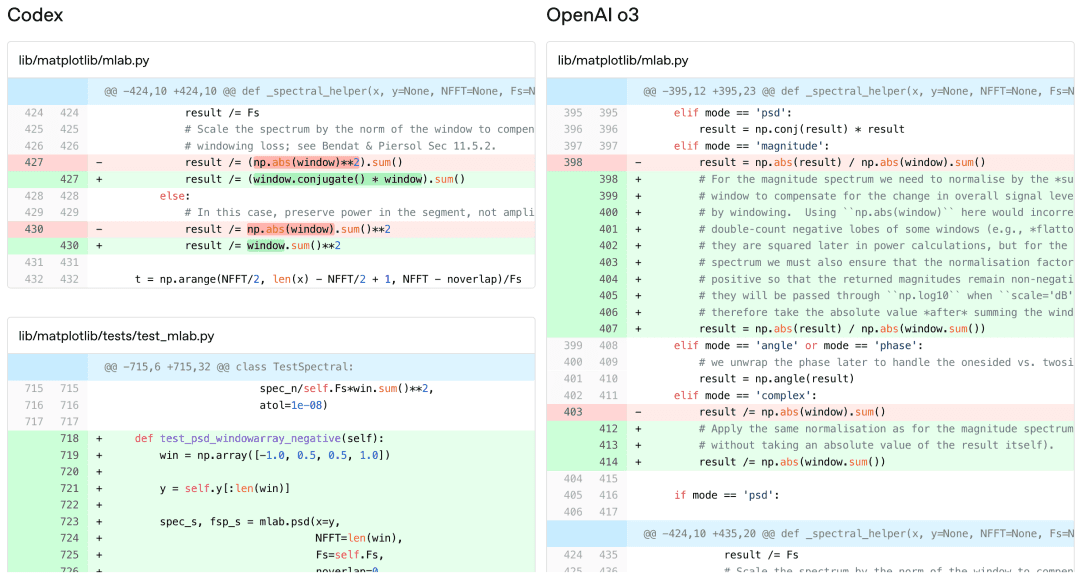 Codex
lib/matplotlib/mlab.py
@@ -424,10 +424,10 @@ def _spectral_helper(x, y=None, NFFT=None, Fs=N
424 424 result /= Fs
425 425 # Scale the spectrum by the norm of the window to compen
426 426 # windowing loss; see Bendat & Piersol Sec 11.5.2.
427 - result /= (np.abs(window)**2).sum()
427 + result /= (window.conjugate() * window).sum()
428 428 else:
429 429 # In this case, preserve power in the segment, not ampli
430 - result /= np.abs(window).sum()**2
430 + result /= window.sum()**2
431 431
432 432 t = np.arange(NFFT/2, len(x) - NFFT/2 + 1, NFFT - noverlap)/Fs
lib/matplotlib/tests/test_mlab.py
@@ -715,6 +715,32 @@ class TestSpectral:
715 715 spec_n/self.Fs*win.sum()**2,
716 716 atol=1e-08)
717 717
718 + def test_psd_windowarray_negative(self):
719 + win = np.array([-1.0, 0.5, 0.5, 1.0])
720 +
721 + y = self.y[:len(win)]
722 +
723 + spec_s, fsp_s = mlab.psd(x=y,
724 + NFFT=len(win),
725 + Fs=self.Fs,
726 + noverlap=0,
OpenAI o3
lib/matplotlib/mlab.py
@@ -395,12 +395,23 @@ def _spectral_helper(x, y=None, NFFT=None, Fs=N
395 395 elif mode == 'psd':
396 396 result = np.conj(result) * result
397 397 elif mode == 'magnitude':
398 - result = np.abs(result) / np.abs(window).sum()
398 + # For the magnitude spectrum we need to normalise by the *su
399 + # window to compensate for the change in overall signal leve
400 + # by windowing. Using ``np.abs(window)`` here would incorre
401 + # double-count negative lobes of some windows (e.g., *flatto
402 + # they are squared later in power calculations, but for the
403 + # spectrum we must also ensure that the normalisation factor
404 + # positive so that the returned magnitudes remain non-negati
405 + # they will be passed through ``np.log10`` when ``scale='dB'
406 + # therefore take the absolute value *after* summing the wind
407 + result = np.abs(result) / np.abs(window.sum())
399 408 elif mode == 'angle' or mode == 'phase':
400 409 # we unwrap the phase later to handle the onesided vs. twosi
401 410 result = np.angle(result)
402 411 elif mode == 'complex':
403 - result /= np.abs(window).sum()
412 + # Apply the same normalisation as for the magnitude spectrum
413 + # without taking an absolute value of the result itself).
414 + result /= np.abs(window.sum())
404 415
405 416 if mode == 'psd':
406 417
@@ -424,10 +435,20 @@ def _spectral_helper(x, y=None, NFFT=None, Fs=N
424 435 result /= Fs
425 436 # Scale the spectrum by the norm of the window to compen